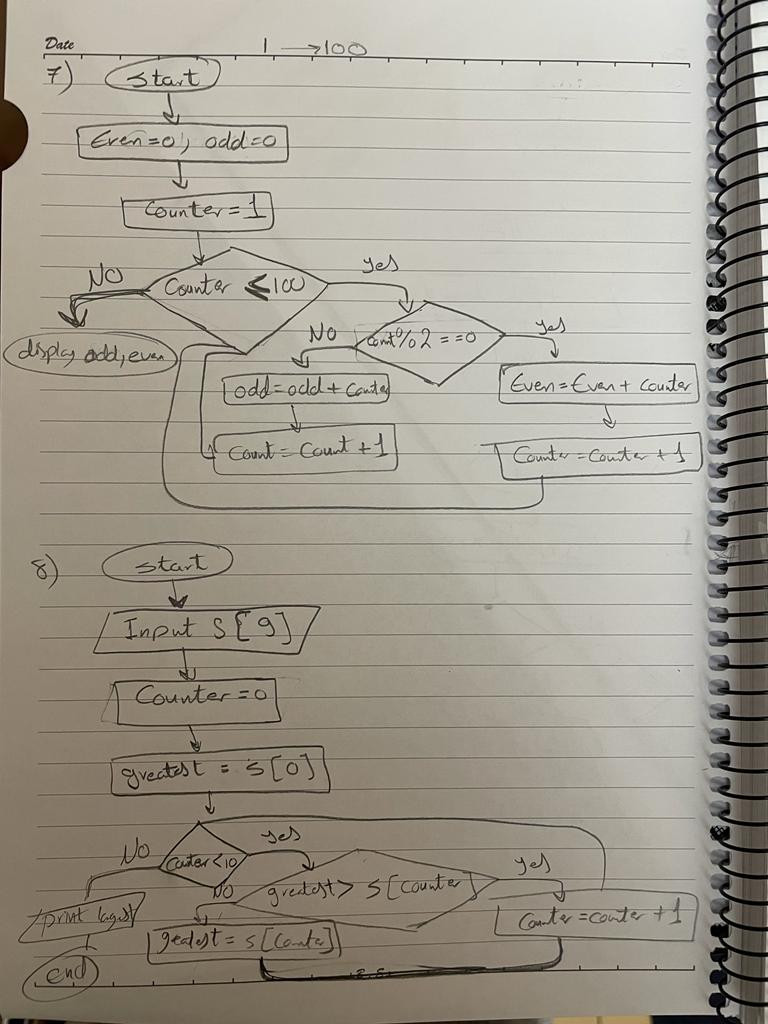 Date 1 → 100
7) start
Even=0, odd=0
Counter=1
NO Counter ≤100 yes
NO Count%2==0 yes
display odd,even
odd=odd+Counter Even=Even+Counter
Count=Count+1 Counter=Counter+1
8) start
Input S[9]
Counter=0
greatest = S[0]
NO Counter<10 yes
NO greatest> S[Counter] yes
print largest Counter=counter+1
greatest = S[Counter]
end